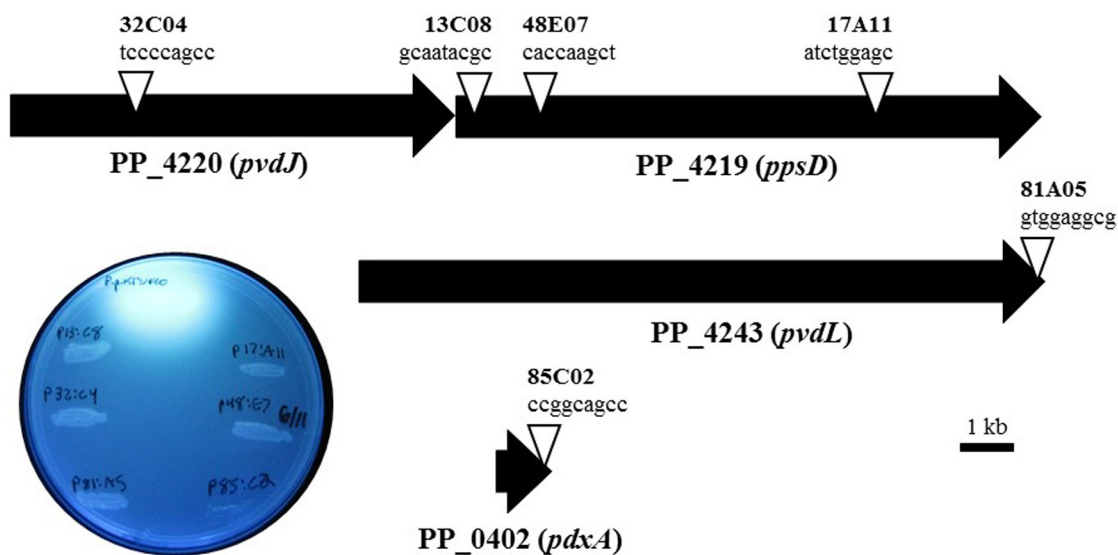 32C04
tccccagcc
13C08
gcaatacgc
48E07
caccaagct
17A11
atctggagc
PP_4220 (pvdJ)
PP_4219 (ppsD)
81A05
gtggaggcg
PP_4243 (pvdL)
85C02
ccggcagcc
1 kb
PP_0402 (pdxA)
P13:C8
P17:A11
P32:C4
P48:E7
6/11
P81:A5
P85:C2